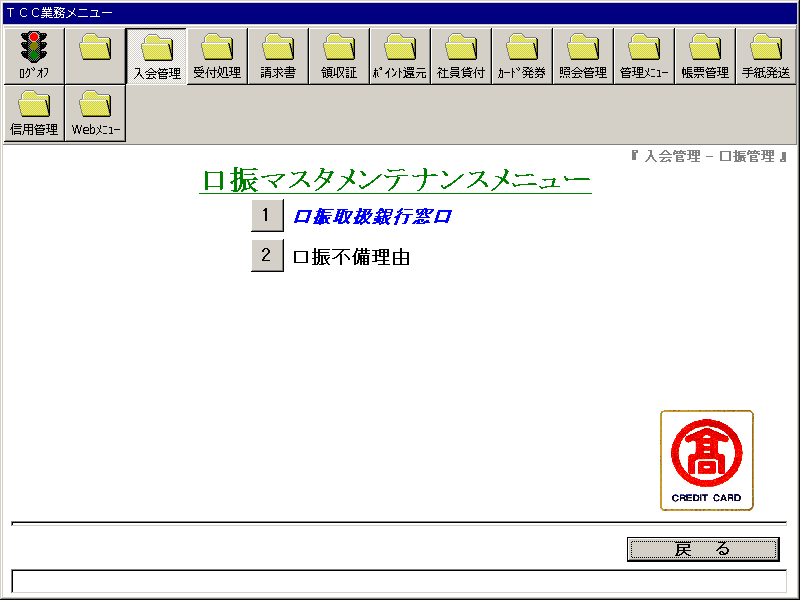 ＴＣＣ業務メニュー
ﾛｸﾞｵﾌ 入会管理 受付処理 請求書 領収証 ﾎﾟｲﾝﾄ還元 社員貸付 ｶｰﾄﾞ発券 照会管理 管理ﾒﾆｭｰ 帳票管理 手紙発送
信用管理 Webﾒﾆｭｰ
『 入会管理 － 口振管理 』
口振マスタメンテナンスメニュー
1 口振取扱銀行窓口
2 口振不備理由
髙
CREDIT CARD
戻 る